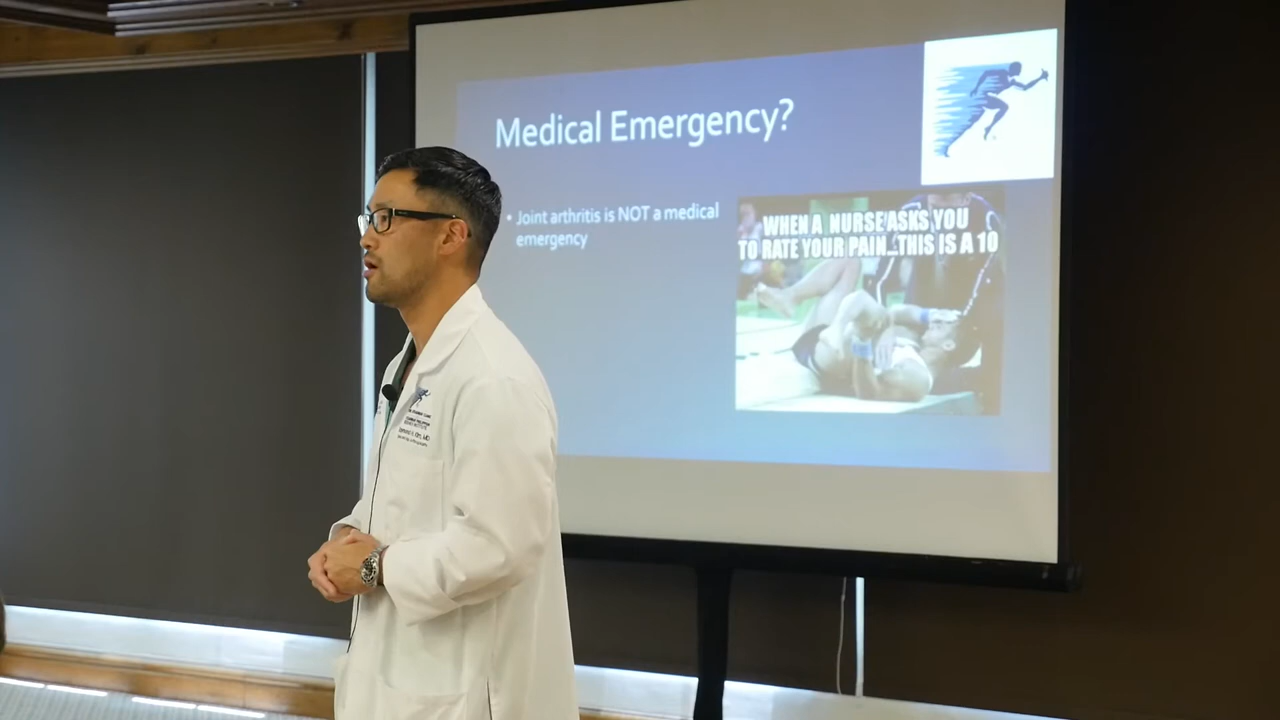 Medical Emergency?
• Joint arthritis is NOT a medical
emergency
WHEN A NURSE ASKS YOU
TO RATE YOUR PAIN...THIS IS A 10